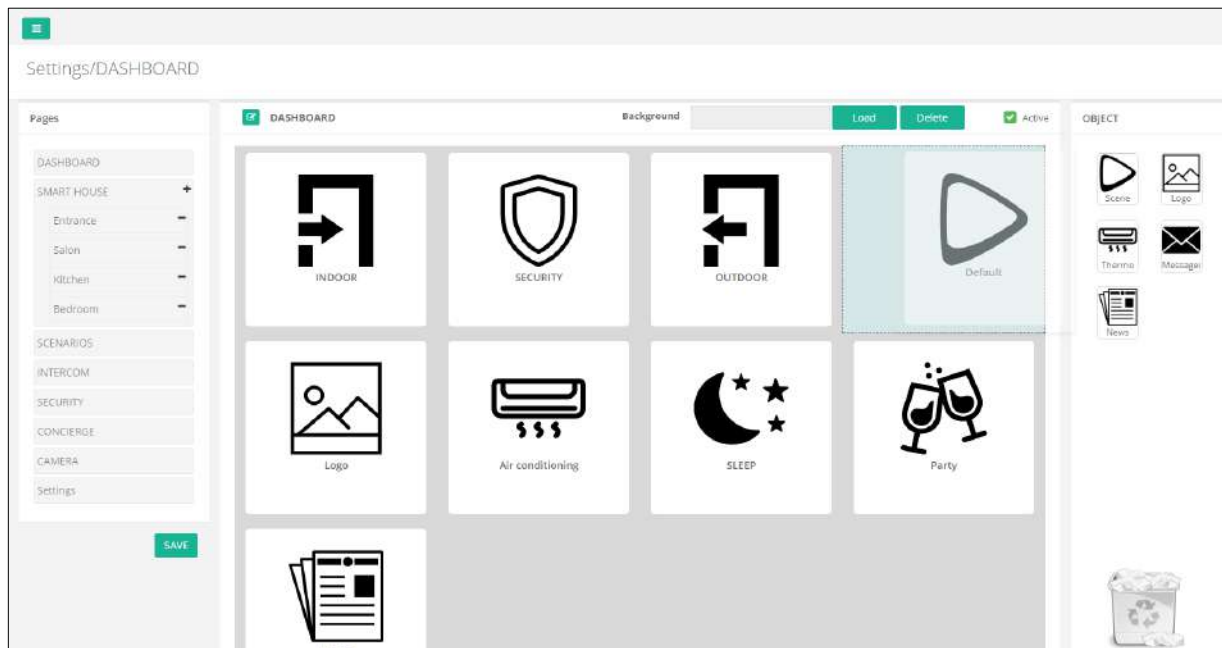 Settings/DASHBOARD
Pages
DASHBOARD
SMART HOUSE
Entrance
Salon
Kitchen
Bedroom
SCENARIOS
INTERCOM
SECURITY
CONCIERGE
CAMERA
Settings
SAVE
DASHBOARD
Background
Load
Delete
Active
INDOOR
SECURITY
OUTDOOR
Default
Logo
Air conditioning
SLEEP
Party
OBJECT
Scene
Logo
Thermo
Messager
News